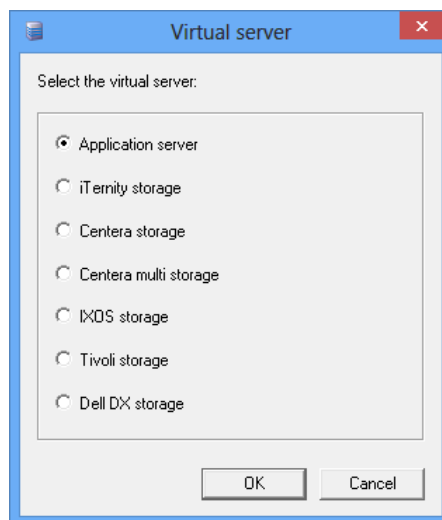 Virtual server
Select the virtual server:
Application server
iTernity storage
Centera storage
Centera multi storage
IXOS storage
Tivoli storage
Dell DX storage
OK Cancel